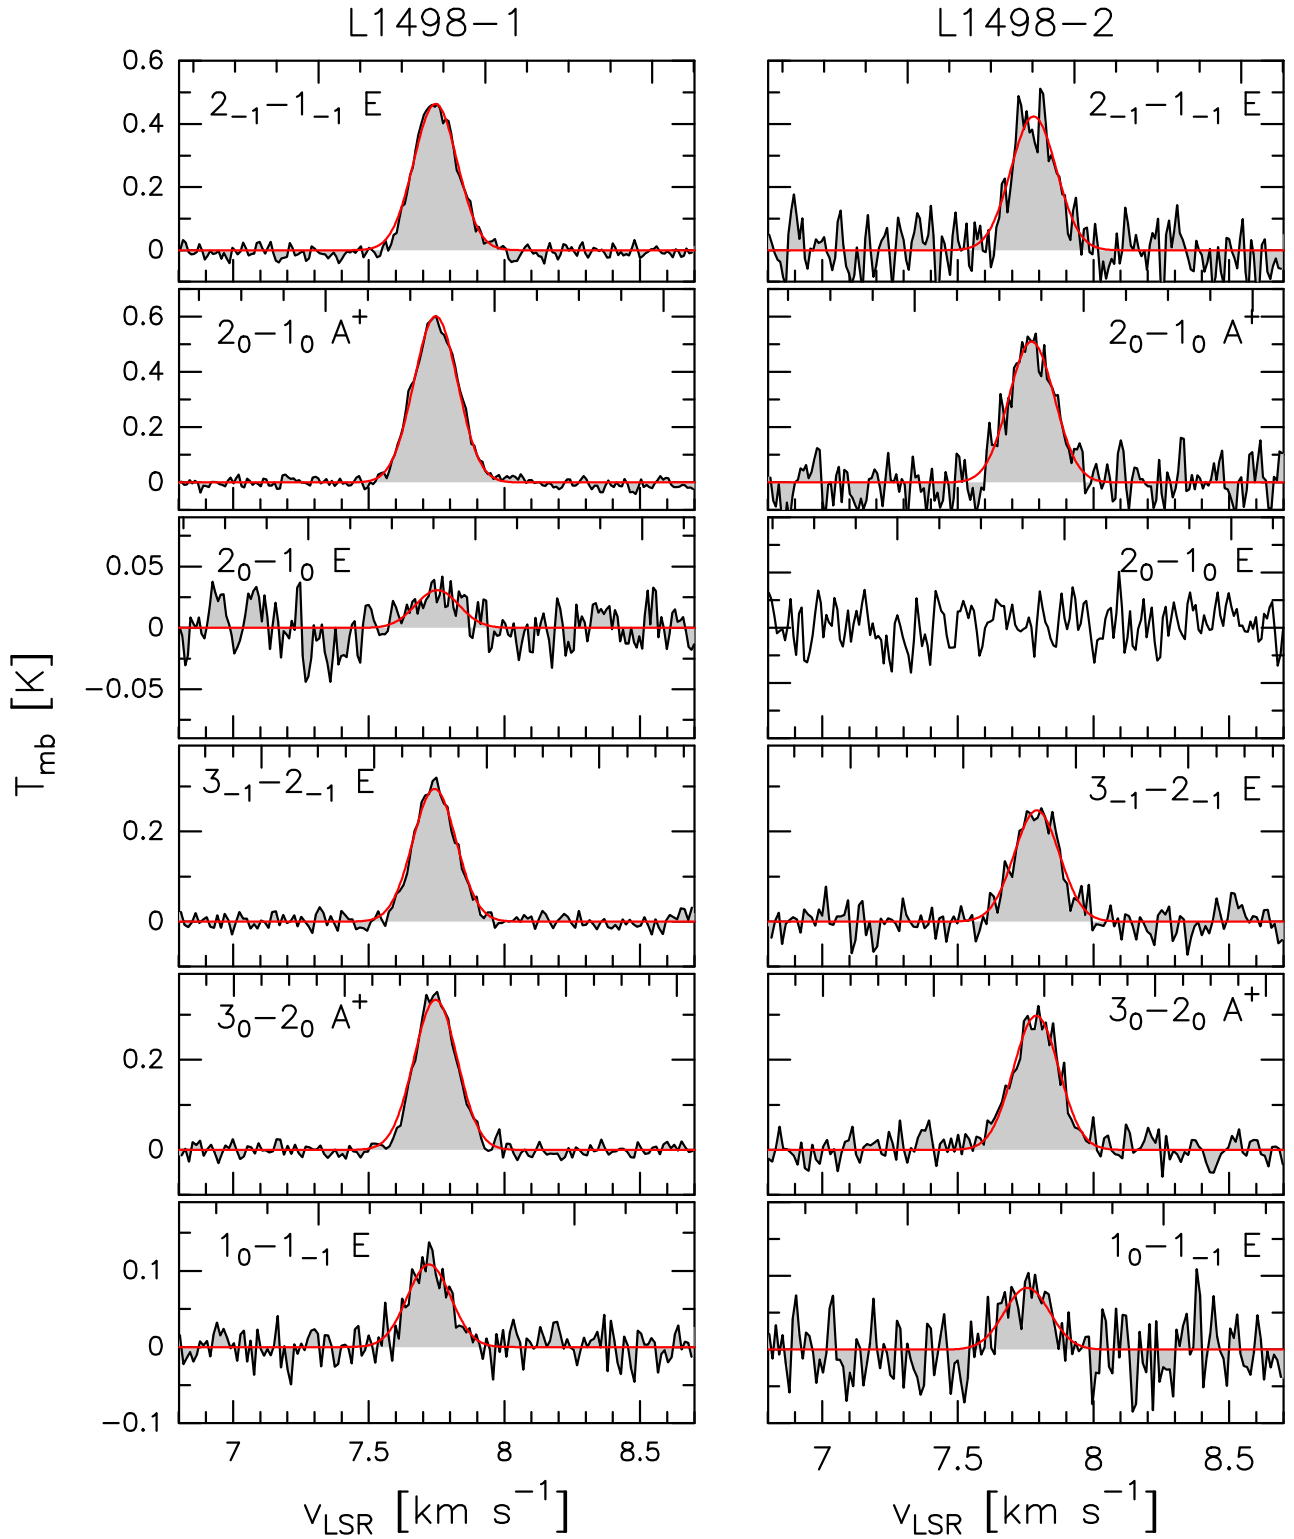 L1498−1
L1498−2
0.6
0.4
0.2
0
2₋₁−1₋₁ E
2₋₁−1₋₁ E
0.6
0.4
0.2
0
2₀−1₀ A⁺
2₀−1₀ A⁺
0.05
0
−0.05
2₀−1₀ E
2₀−1₀ E
T_mb [K]
0.2
0
3₋₁−2₋₁ E
3₋₁−2₋₁ E
0.2
0
3₀−2₀ A⁺
3₀−2₀ A⁺
0.1
0
−0.1
1₀−1₋₁ E
1₀−1₋₁ E
7 7.5 8 8.5
7 7.5 8 8.5
v_LSR [km s⁻¹]
v_LSR [km s⁻¹]